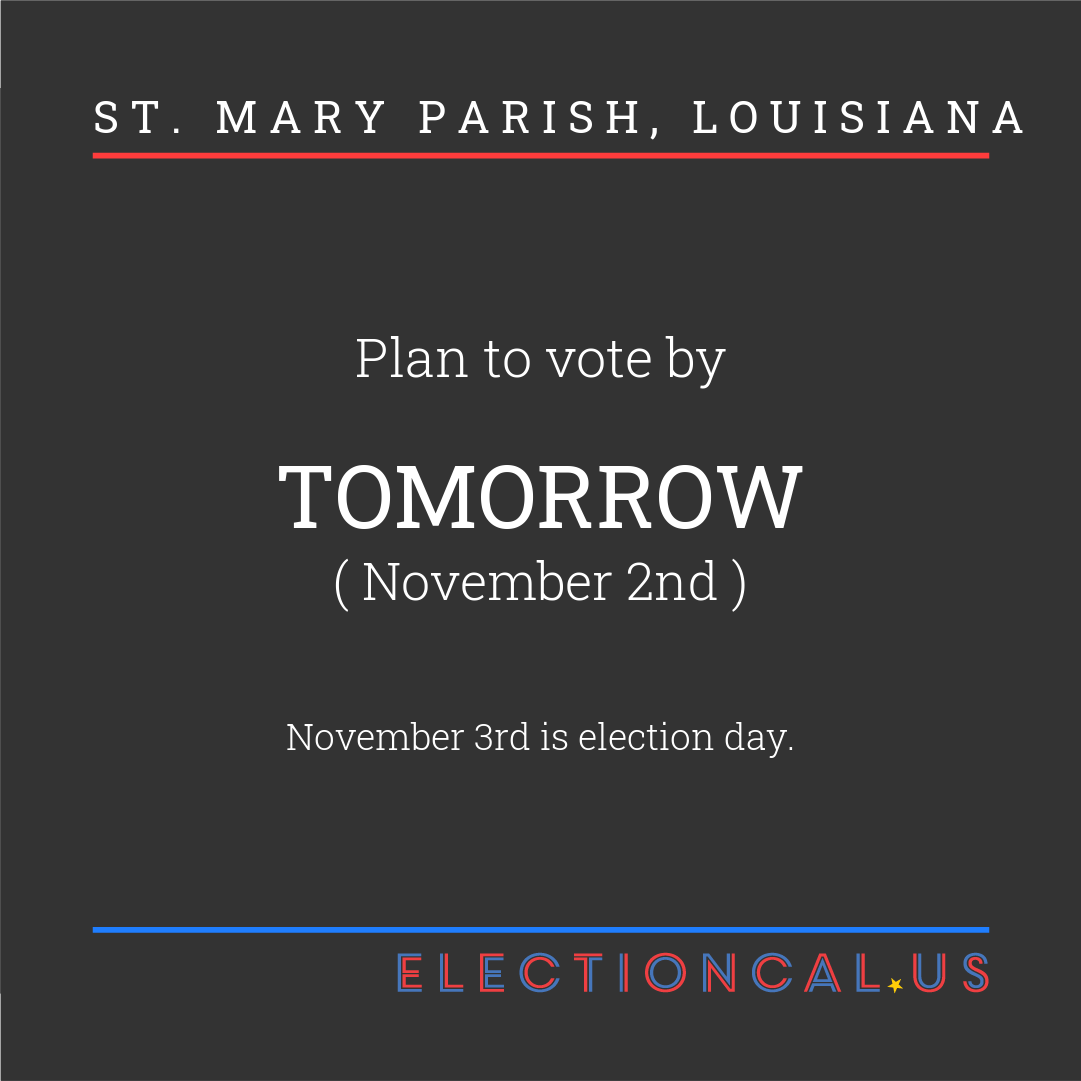 ST. MARY PARISH, LOUISIANA
Plan to vote by
TOMORROW
( November 2nd )
November 3rd is election day.
ELECTIONCAL.US